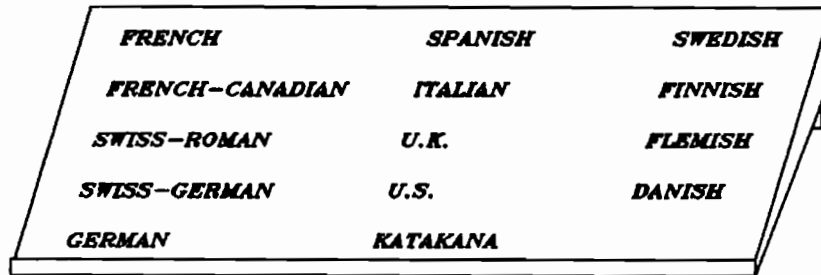 FRENCH SPANISH SWEDISH
FRENCH-CANADIAN ITALIAN FINNISH
SWISS-ROMAN U.K. FLEMISH
SWISS-GERMAN U.S. DANISH
GERMAN KATAKANA